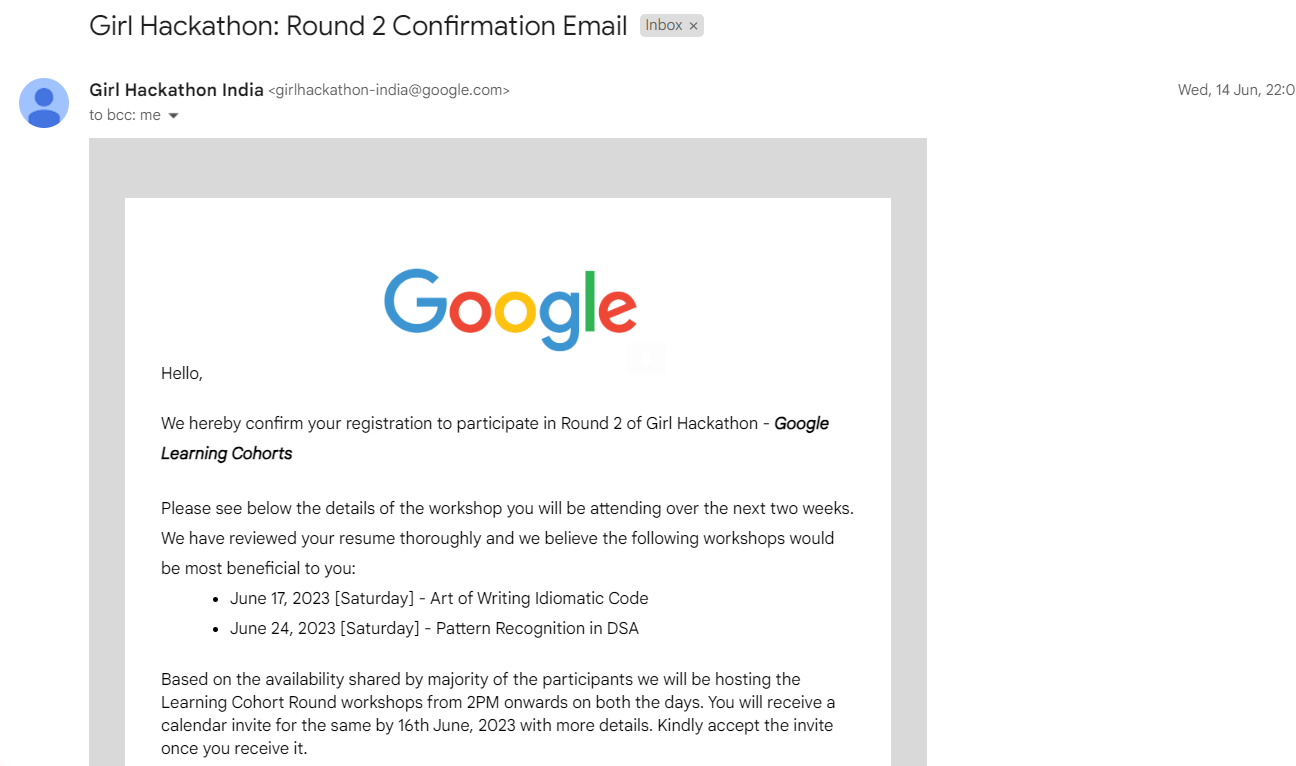 Girl Hackathon: Round 2 Confirmation Email Inbox ×
Girl Hackathon India <girlhackathon-india@google.com> Wed, 14 Jun, 22:0
to bcc: me
Google
Hello,
We hereby confirm your registration to participate in Round 2 of Girl Hackathon - Google
Learning Cohorts
Please see below the details of the workshop you will be attending over the next two weeks.
We have reviewed your resume thoroughly and we believe the following workshops would
be most beneficial to you:
• June 17, 2023 [Saturday] - Art of Writing Idiomatic Code
• June 24, 2023 [Saturday] - Pattern Recognition in DSA
Based on the availability shared by majority of the participants we will be hosting the
Learning Cohort Round workshops from 2PM onwards on both the days. You will receive a
calendar invite for the same by 16th June, 2023 with more details. Kindly accept the invite
once you receive it.